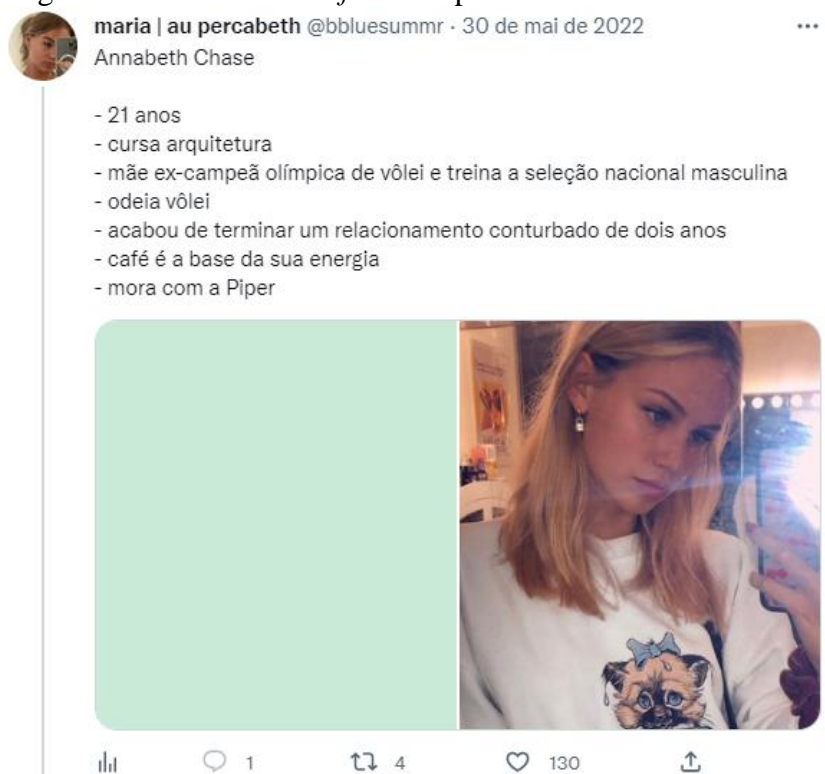 maria | au percabeth @bbluesummr · 30 de mai de 2022
Annabeth Chase
- 21 anos
- cursa arquitetura
- mãe ex-campeã olímpica de vôlei e treina a seleção nacional masculina
- odeia vôlei
- acabou de terminar um relacionamento conturbado de dois anos
- café é a base da sua energia
- mora com a Piper
1 4 130